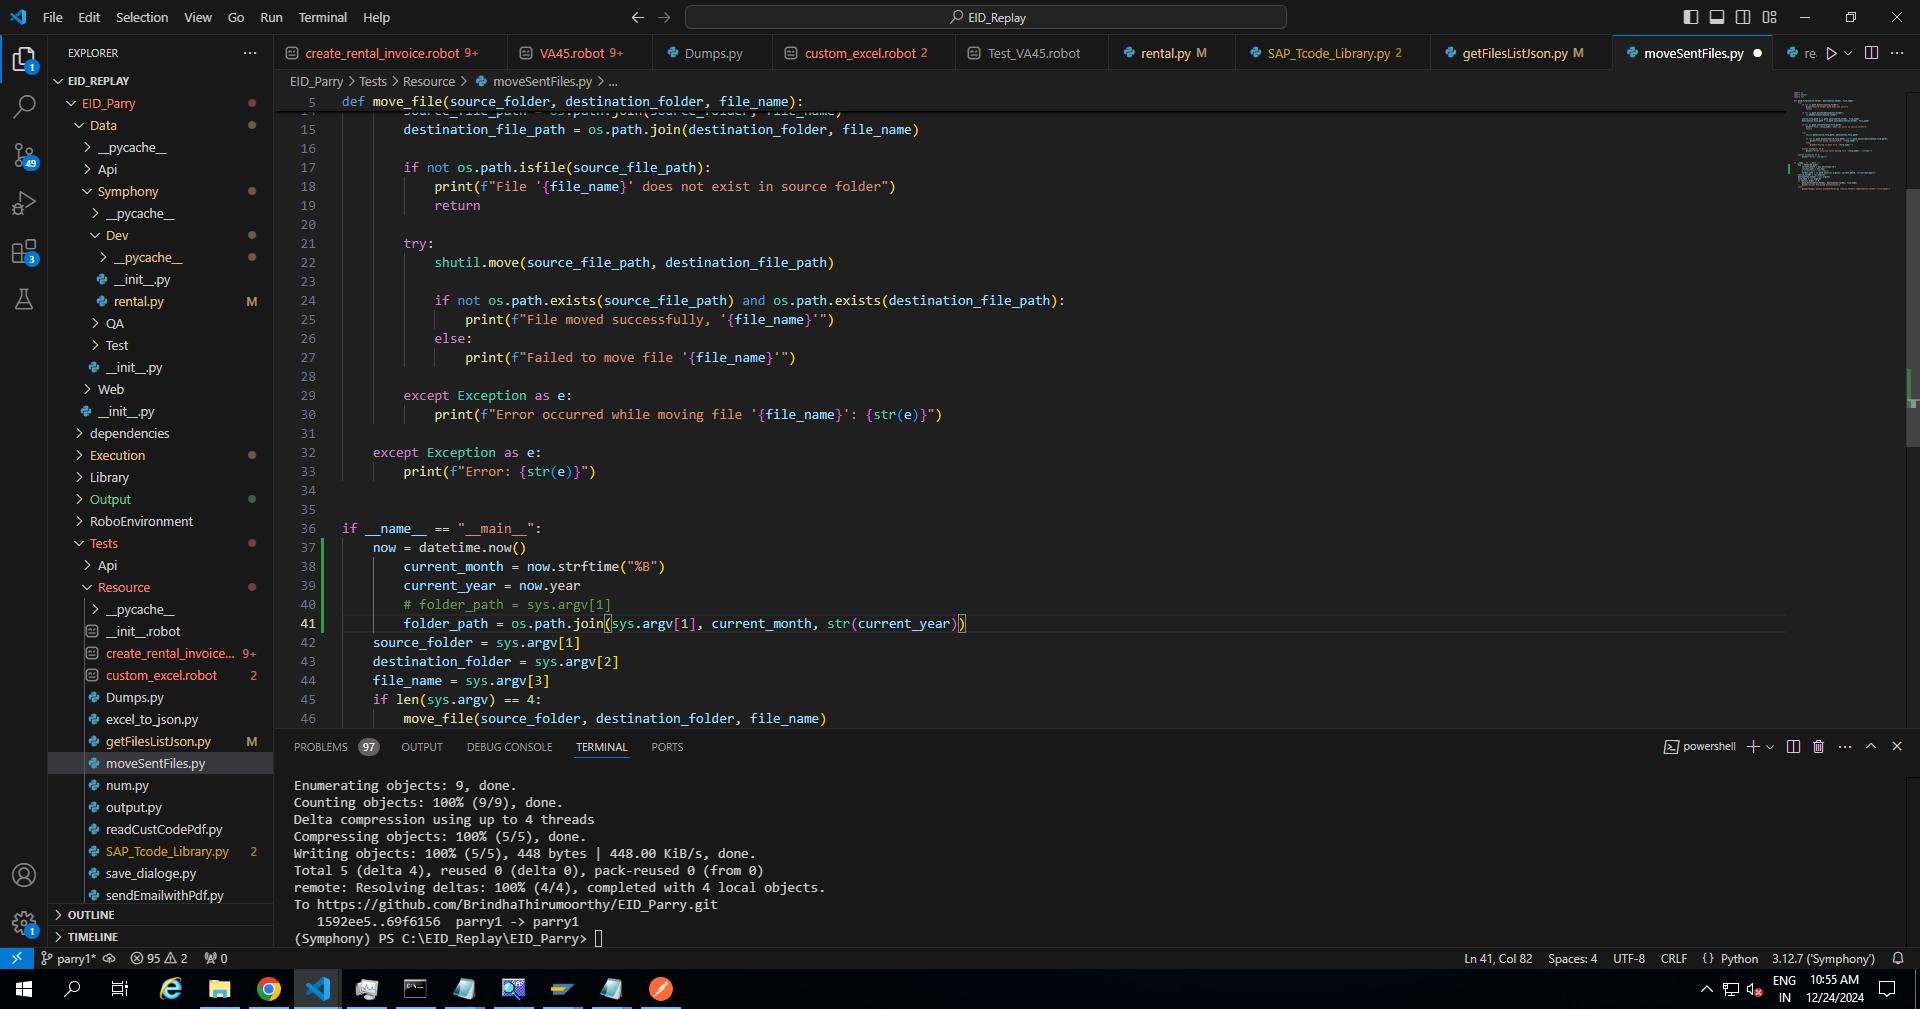 File Edit Selection View Go Run Terminal Help
EID_Replay
EXPLORER
create_rental_invoice.robot 9+
VA45.robot 9+
Dumps.py
custom_excel.robot 2
Test_VA45.robot
rental.py M
SAP_Tcode_Library.py 2
getFilesListJson.py M
moveSentFiles.py
re.
EID_Parry > Tests > Resource > moveSentFiles.py > ...
EID_REPLAY
EID_Parry
Data
__pycache__
Api
Symphony
__pycache__
Dev
__pycache__
__init__.py
rental.py M
QA
Test
__init__.py
Web
__init__.py
dependencies
Execution
Library
Output
RoboEnvironment
Tests
Api
Resource
__pycache__
__init__.robot
create_rental_invoice... 9+
custom_excel.robot 2
Dumps.py
excel_to_json.py
getFilesListJson.py M
moveSentFiles.py
num.py
output.py
readCustCodePdf.py
SAP_Tcode_Library.py 2
save_dialoge.py
sendEmailwithPdf.py
OUTLINE
TIMELINE
1
49
3
1
5 def move_file(source_folder, destination_folder, file_name):
14 source_file_path = os.path.join(source_folder, file_name)
15 destination_file_path = os.path.join(destination_folder, file_name)
16
17 if not os.path.isfile(source_file_path):
18 print(f"File '{file_name}' does not exist in source folder")
19 return
20
21 try:
22 shutil.move(source_file_path, destination_file_path)
23
24 if not os.path.exists(source_file_path) and os.path.exists(destination_file_path):
25 print(f"File moved successfully, '{file_name}'")
26 else:
27 print(f"Failed to move file '{file_name}'")
28
29 except Exception as e:
30 print(f"Error occurred while moving file '{file_name}': {str(e)}")
31
32 except Exception as e:
33 print(f"Error: {str(e)}")
34
35
36 if __name__ == "__main__":
37 now = datetime.now()
38 current_month = now.strftime("%B")
39 current_year = now.year
40 # folder_path = sys.argv[1]
41 folder_path = os.path.join(sys.argv[1], current_month, str(current_year))
42 source_folder = sys.argv[1]
43 destination_folder = sys.argv[2]
44 file_name = sys.argv[3]
45 if len(sys.argv) == 4:
46 move_file(source_folder, destination_folder, file_name)
PROBLEMS 97 OUTPUT DEBUG CONSOLE TERMINAL PORTS
powershell
Enumerating objects: 9, done.
Counting objects: 100% (9/9), done.
Delta compression using up to 4 threads
Compressing objects: 100% (5/5), done.
Writing objects: 100% (5/5), 448 bytes | 448.00 KiB/s, done.
Total 5 (delta 4), reused 0 (delta 0), pack-reused 0 (from 0)
remote: Resolving deltas: 100% (4/4), completed with 4 local objects.
To https://github.com/BrindhaThirumoorthy/EID_Parry.git
1592ee5..69f6156 parry1 -> parry1
(Symphony) PS C:\EID_Replay\EID_Parry>
parry1* 95 2 0
Ln 41, Col 82 Spaces: 4 UTF-8 CRLF {} Python 3.12.7 ('Symphony')
ENG
IN
10:55 AM
12/24/2024